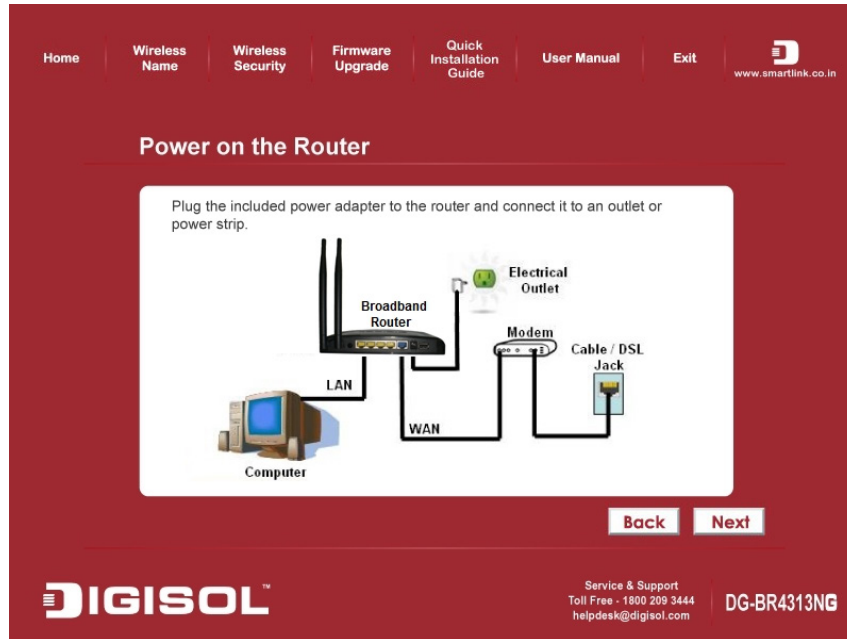 Home
Wireless
Name
Wireless
Security
Firmware
Upgrade
Quick
Installation
Guide
User Manual
Exit
www.smartlink.co.in
Power on the Router
Plug the included power adapter to the router and connect it to an outlet or
power strip.
Electrical
Outlet
Broadband
Router
Modem
Cable / DSL
Jack
LAN
WAN
Computer
Back
Next
DIGISOL™
Service & Support
Toll Free - 1800 209 3444
helpdesk@digisol.com
DG-BR4313NG